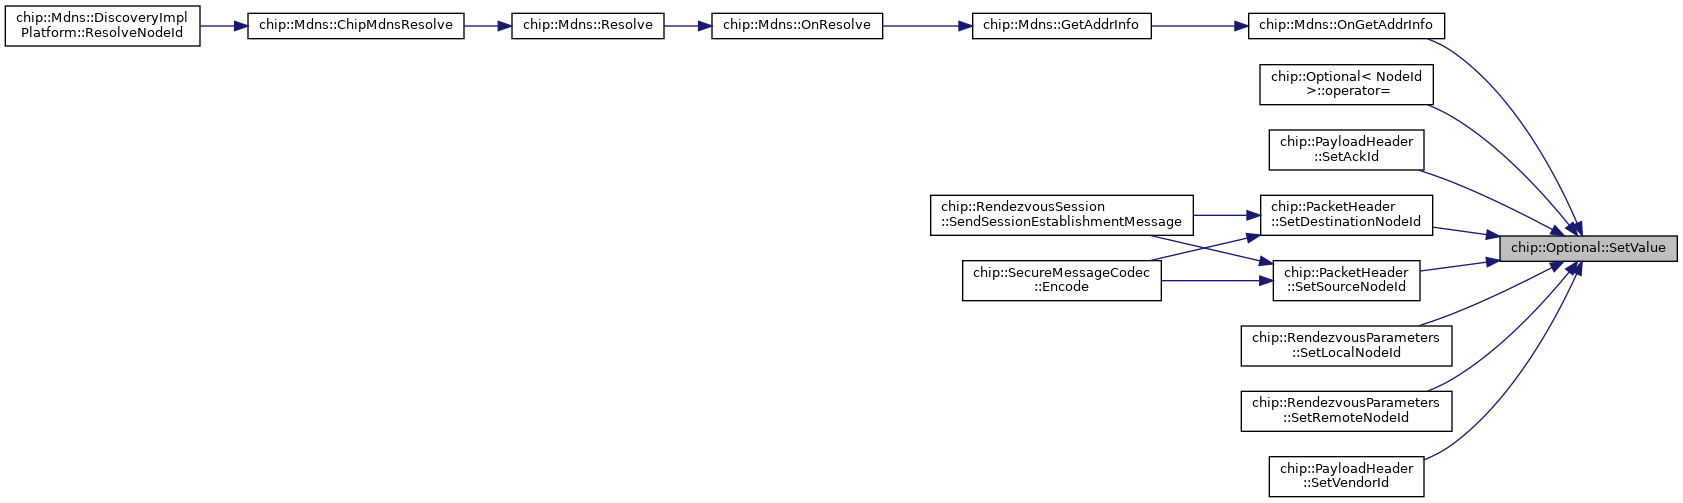 chip::Mdns::DiscoveryImpl
Platform::ResolveNodeId
chip::Mdns::ChipMdnsResolve
chip::Mdns::Resolve
chip::Mdns::OnResolve
chip::Mdns::GetAddrInfo
chip::Mdns::OnGetAddrInfo
chip::Optional< NodeId
>::operator=
chip::PayloadHeader
::SetAckId
chip::RendezvousSession
::SendSessionEstablishmentMessage
chip::PacketHeader
::SetDestinationNodeId
chip::Optional::SetValue
chip::SecureMessageCodec
::Encode
chip::PacketHeader
::SetSourceNodeId
chip::RendezvousParameters
::SetLocalNodeId
chip::RendezvousParameters
::SetRemoteNodeId
chip::PayloadHeader
::SetVendorId